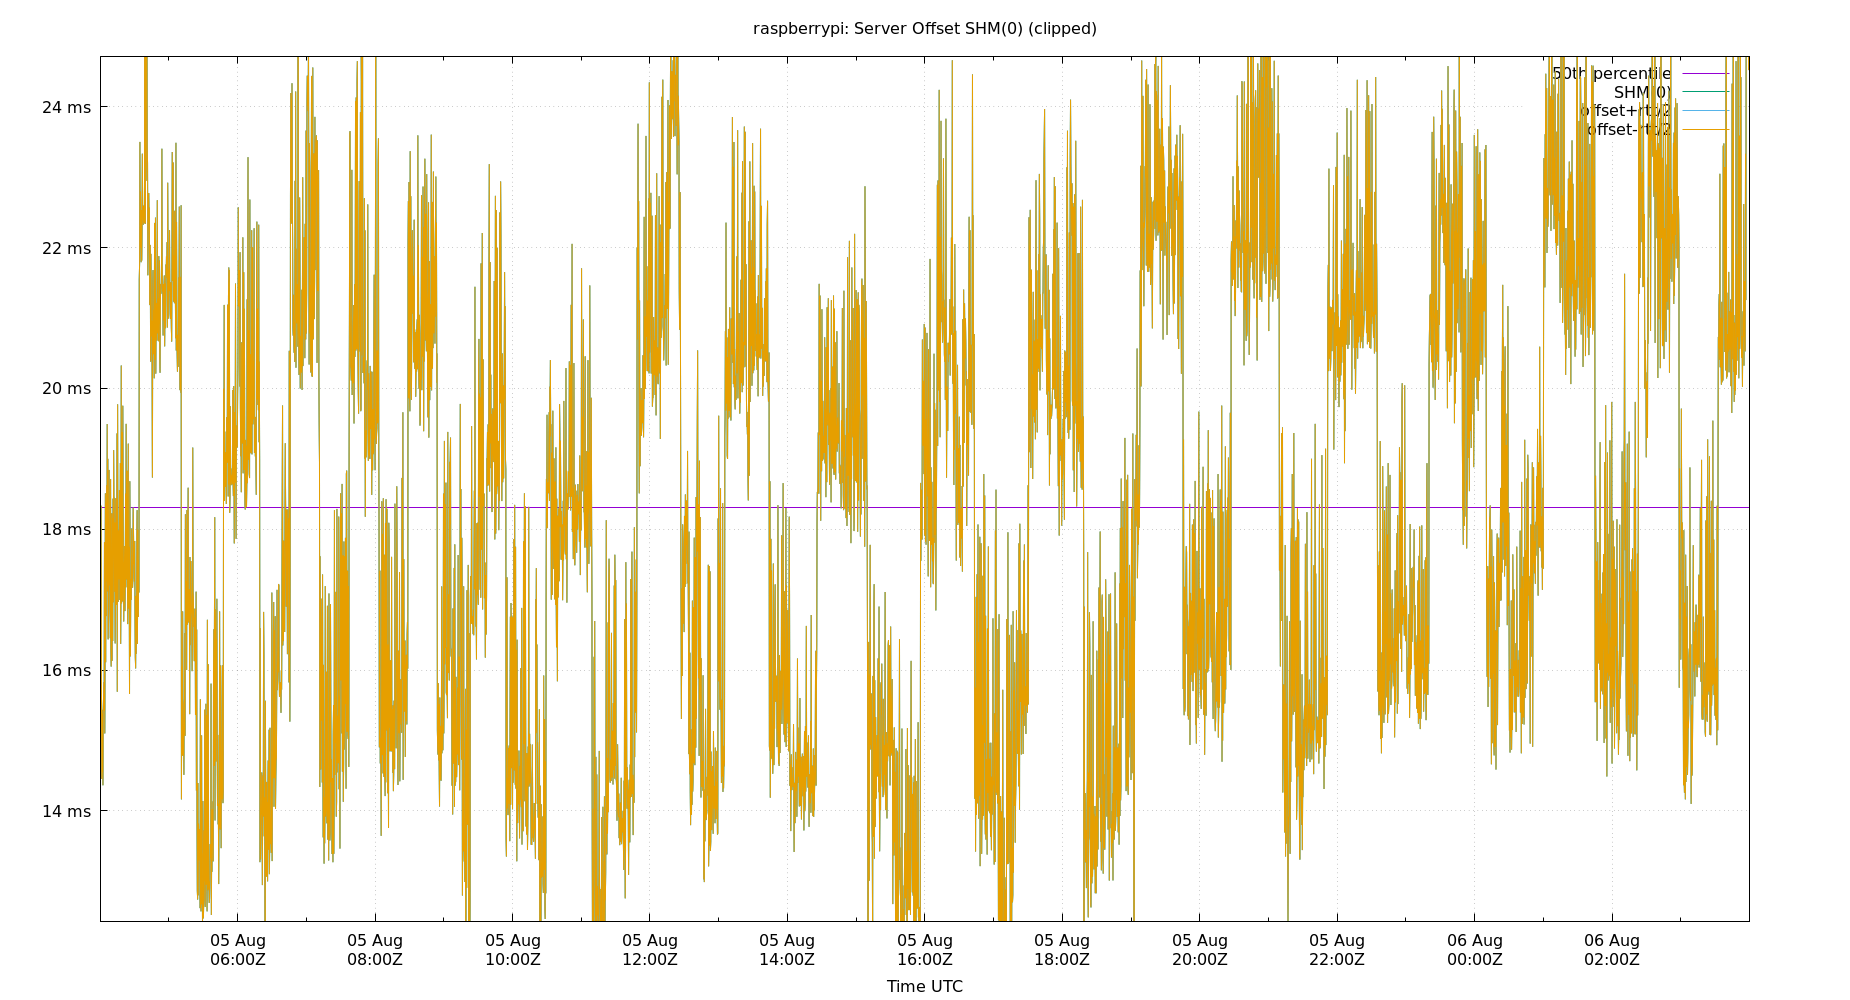 raspberrypi: Server Offset SHM(0) (clipped)
50th percentile
SHM(0)
offset+rtt/2
offset-rtt/2
24 ms
22 ms
20 ms
18 ms
16 ms
14 ms
05 Aug 05 Aug 05 Aug 05 Aug 05 Aug 05 Aug 05 Aug 05 Aug 05 Aug 06 Aug 06 Aug
06:00Z 08:00Z 10:00Z 12:00Z 14:00Z 16:00Z 18:00Z 20:00Z 22:00Z 00:00Z 02:00Z
Time UTC